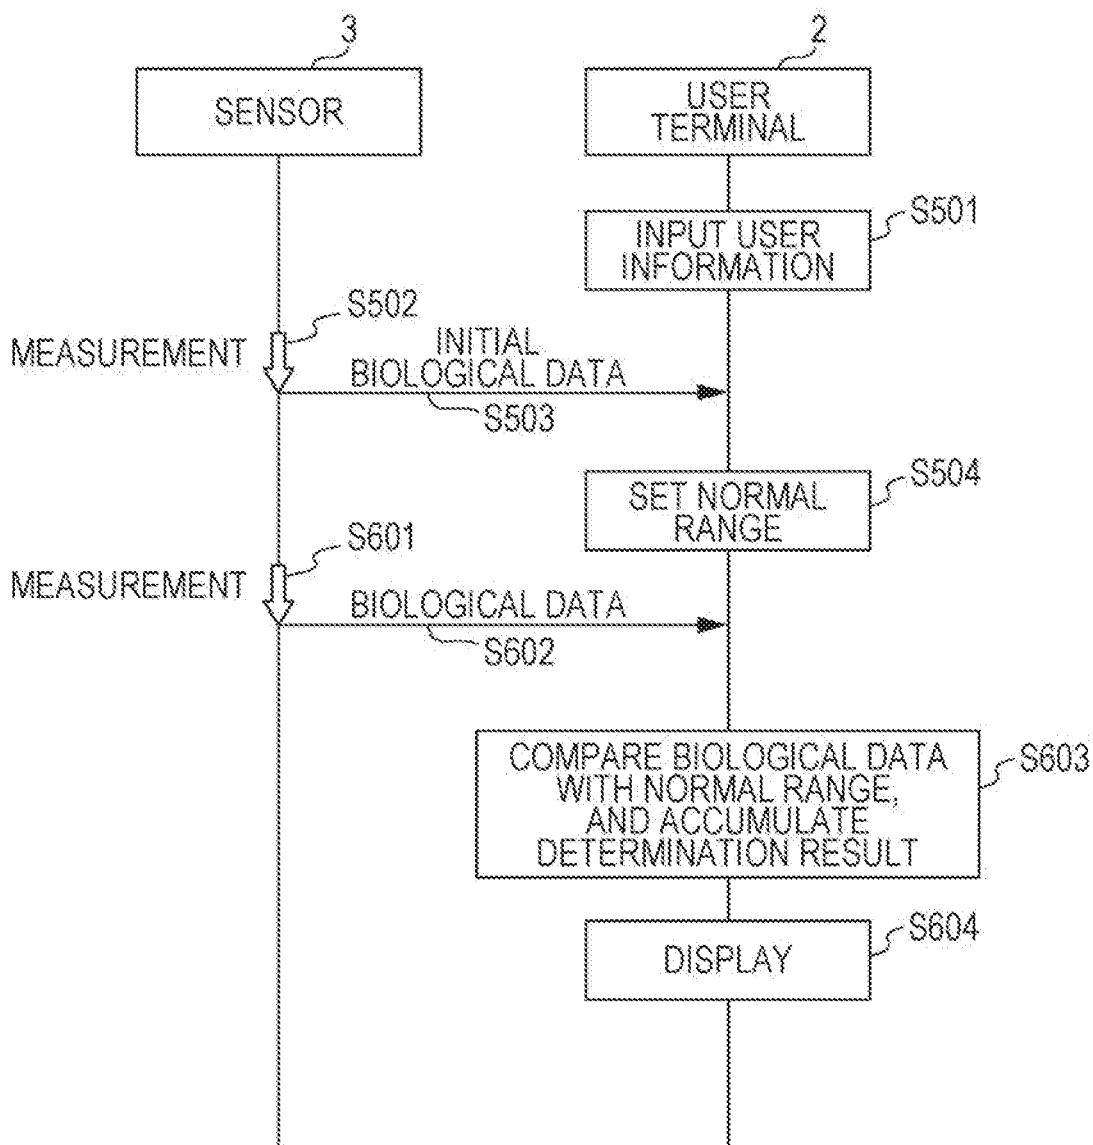 3
2
SENSOR
USER
TERMINAL
S501
INPUT USER
INFORMATION
S502
MEASUREMENT
INITIAL
BIOLOGICAL DATA
S503
S504
SET NORMAL
RANGE
S601
MEASUREMENT
BIOLOGICAL DATA
S602
COMPARE BIOLOGICAL DATA
WITH NORMAL RANGE,
AND ACCUMULATE
DETERMINATION RESULT
S603
S604
DISPLAY